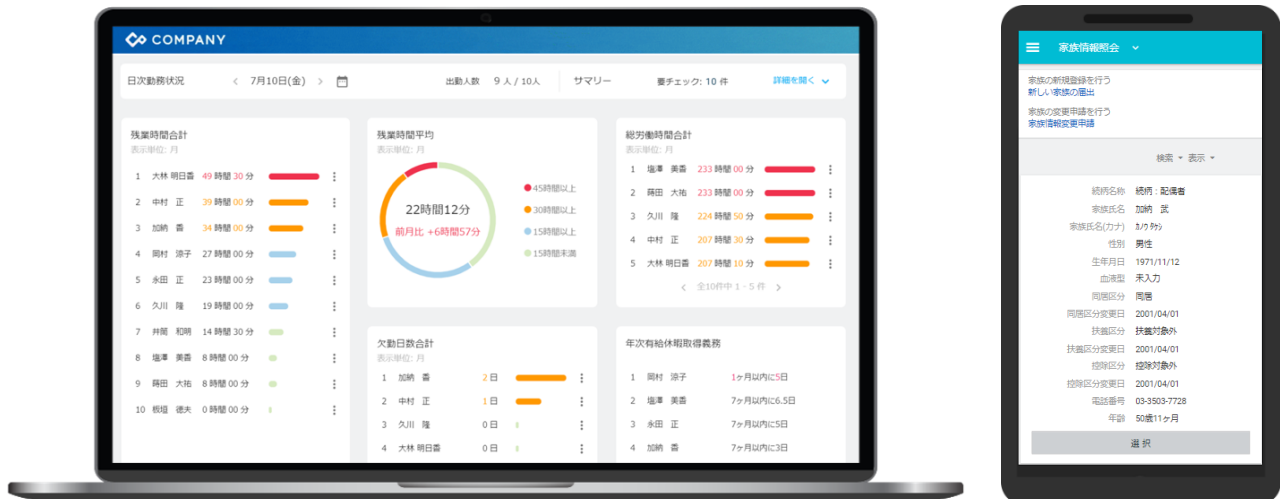 COMPANY
日次勤務状況 < 7月10日(金) > 出勤人数 9 人 / 10人 サマリー 要チェック: 10 件 詳細を開く
残業時間合計
表示単位: 月
1 大林 明日香 49 時間 30 分
2 中村 正 39 時間 00 分
3 加納 香 34 時間 00 分
4 岡村 涼子 27 時間 00 分
5 永田 正 23 時間 00 分
6 久川 隆 19 時間 00 分
7 井岡 和明 14 時間 30 分
8 塩澤 美香 8 時間 00 分
9 蒔田 大祐 8 時間 00 分
10 板垣 徳夫 0 時間 00 分
残業時間平均
表示単位: 月
22時間12分
前月比 +6時間57分
45時間以上
30時間以上
15時間以上
15時間未満
総労働時間合計
表示単位: 月
1 塩澤 美香 233 時間 00 分
2 蒔田 大祐 233 時間 00 分
3 久川 隆 224 時間 50 分
4 中村 正 207 時間 30 分
5 大林 明日香 207 時間 10 分
< 全10件中 1 - 5 件 >
欠勤日数合計
表示単位: 月
1 加納 香 2 日
2 中村 正 1 日
3 久川 隆 0 日
4 大林 明日香 0 日
年次有給休暇取得義務
1 岡村 涼子 1ヶ月以内に5日
2 塩澤 美香 7ヶ月以内に6.5日
3 永田 正 7ヶ月以内に5日
4 加納 香 7ヶ月以内に3日
家族情報照会
家族の新規登録を行う
新しい家族の届出
家族の変更申請を行う
家族情報変更申請
検索 表示
続柄名称 続柄 : 配偶者
家族氏名 加納 武
家族氏名(カナ) カノウ タケシ
性別 男性
生年月日 1971/11/12
血液型 未入力
同居区分 同居
同居区分変更日 2001/04/01
扶養区分 扶養対象外
扶養区分変更日 2001/04/01
控除区分 控除対象外
控除区分変更日 2001/04/01
電話番号 03-3503-7728
年齢 50歳11ヶ月
選択